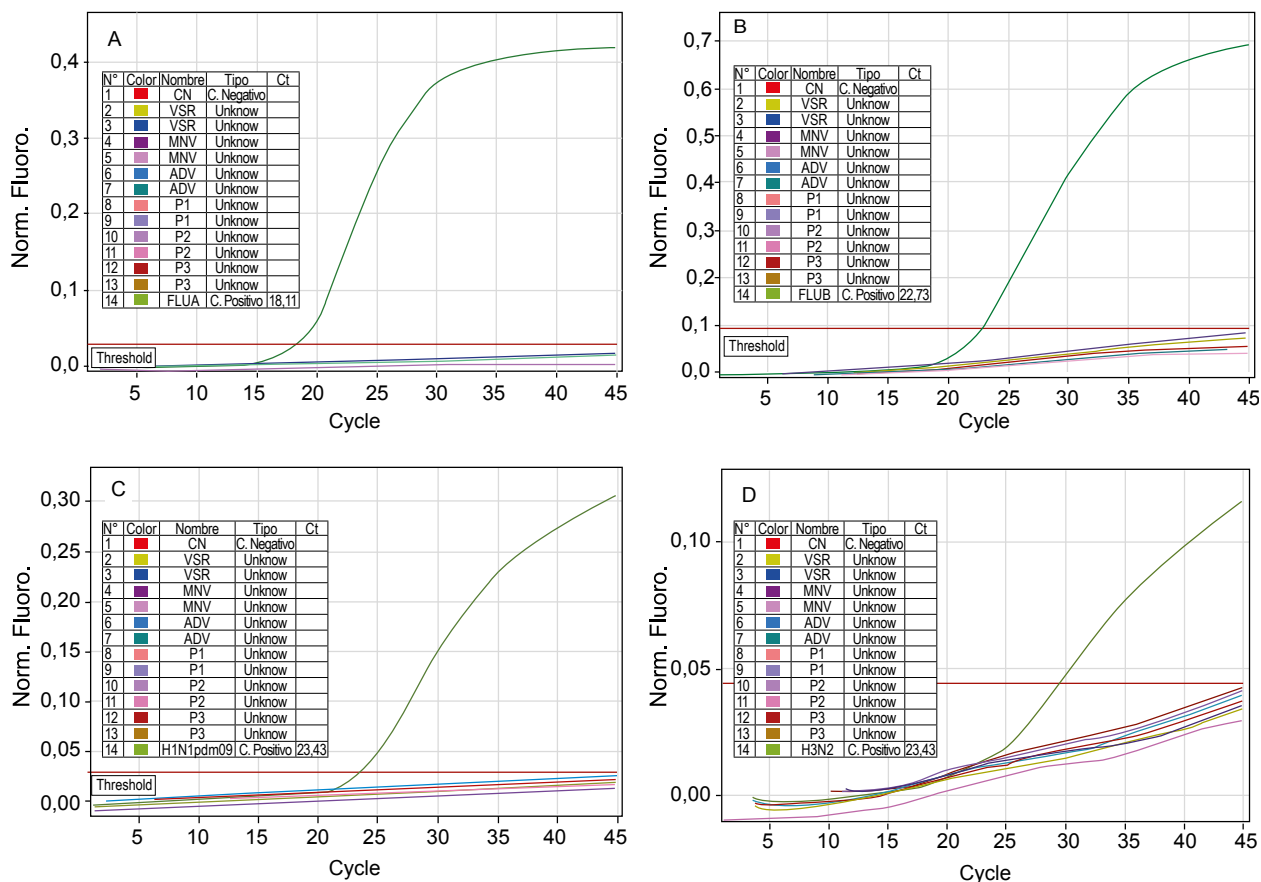 A
0,4
0,3
0,2
0,1
0,0
Norm. Fluoro.
N° Color Nombre Tipo Ct
1 CN C. Negativo
2 VSR Unknow
3 VSR Unknow
4 MNV Unknow
5 MNV Unknow
6 ADV Unknow
7 ADV Unknow
8 P1 Unknow
9 P1 Unknow
10 P2 Unknow
11 P2 Unknow
12 P3 Unknow
13 P3 Unknow
14 FLUA C. Positivo 18,11
Threshold
5 10 15 20 25 30 35 40 45
Cycle
B
0,7
0,6
0,5
0,4
0,3
0,2
0,1
0,0
Norm. Fluoro.
N° Color Nombre Tipo Ct
1 CN C. Negativo
2 VSR Unknow
3 VSR Unknow
4 MNV Unknow
5 MNV Unknow
6 ADV Unknow
7 ADV Unknow
8 P1 Unknow
9 P1 Unknow
10 P2 Unknow
11 P2 Unknow
12 P3 Unknow
13 P3 Unknow
14 FLUB C. Positivo 22,73
Threshold
5 10 15 20 25 30 35 40 45
Cycle
C
0,30
0,25
0,20
0,15
0,10
0,05
0,00
Norm. Fluoro.
N° Color Nombre Tipo Ct
1 CN C. Negativo
2 VSR Unknow
3 VSR Unknow
4 MNV Unknow
5 MNV Unknow
6 ADV Unknow
7 ADV Unknow
8 P1 Unknow
9 P1 Unknow
10 P2 Unknow
11 P2 Unknow
12 P3 Unknow
13 P3 Unknow
14 H1N1pdm09 C. Positivo 23,43
Threshold
5 10 15 20 25 30 35 40 45
Cycle
D
0,10
0,05
0,00
Norm. Fluoro.
N° Color Nombre Tipo Ct
1 CN C. Negativo
2 VSR Unknow
3 VSR Unknow
4 MNV Unknow
5 MNV Unknow
6 ADV Unknow
7 ADV Unknow
8 P1 Unknow
9 P1 Unknow
10 P2 Unknow
11 P2 Unknow
12 P3 Unknow
13 P3 Unknow
14 H3N2 C. Positivo 23,43
5 10 15 20 25 30 35 40 45
Cycle